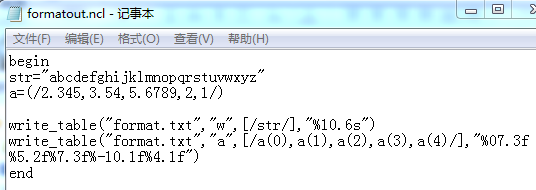 formatout.ncl - 记事本
文件(F) 编辑(E) 格式(O) 查看(V) 帮助(H)
begin
str="abcdefghijklmnopqrstuvwxyz"
a=(/2.345,3.54,5.6789,2,1/)
write_table("format.txt","w",[/str/],"%10.6s")
write_table("format.txt","a",[/a(0),a(1),a(2),a(3),a(4)/],"%07.3f
%5.2f%7.3f%-10.1f%4.1f")
end